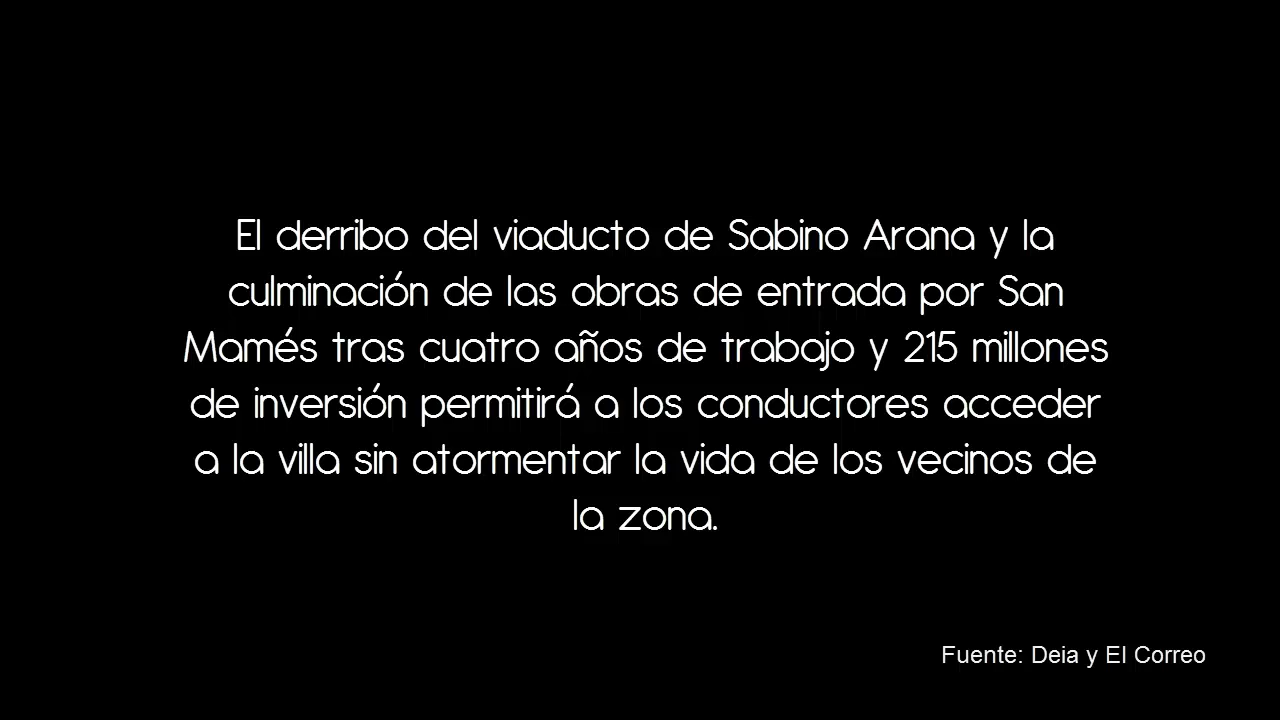 El derribo del viaducto de Sabino Arana y la
culminación de las obras de entrada por San
Mamés tras cuatro años de trabajo y 215 millones
de inversión permitirá a los conductores acceder
a la villa sin atormentar la vida de los vecinos de
la zona.
Fuente: Deia y El Correo